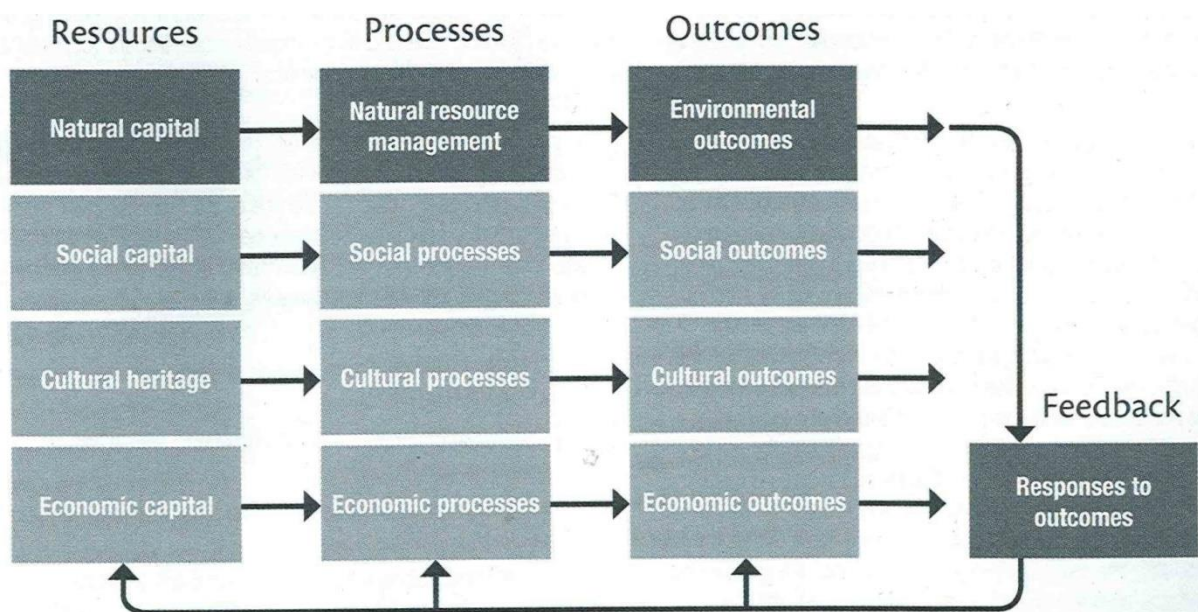 Resources
Processes
Outcomes
Natural capital
Natural resource
management
Environmental
outcomes
Social capital
Social processes
Social outcomes
Cultural heritage
Cultural processes
Cultural outcomes
Feedback
Economic capital
Economic processes
Economic outcomes
Responses to
outcomes